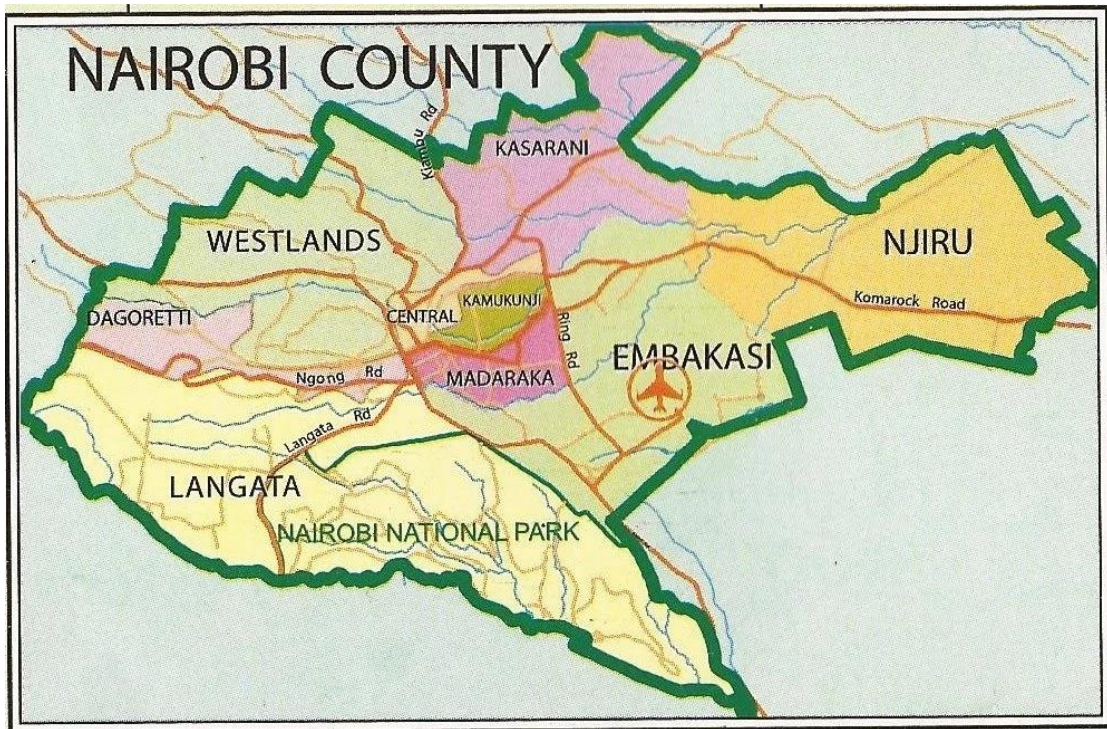 NAIROBI COUNTY
Kiambu Rd
KASARANI
WESTLANDS
NJIRU
KAMUKUNJI
DAGORETTI
CENTRAL
Komarock Road
Ring Rd
EMBAKASI
Ngong Rd
MADARAKA
Langata Rd
LANGATA
NAIROBI NATIONAL PARK